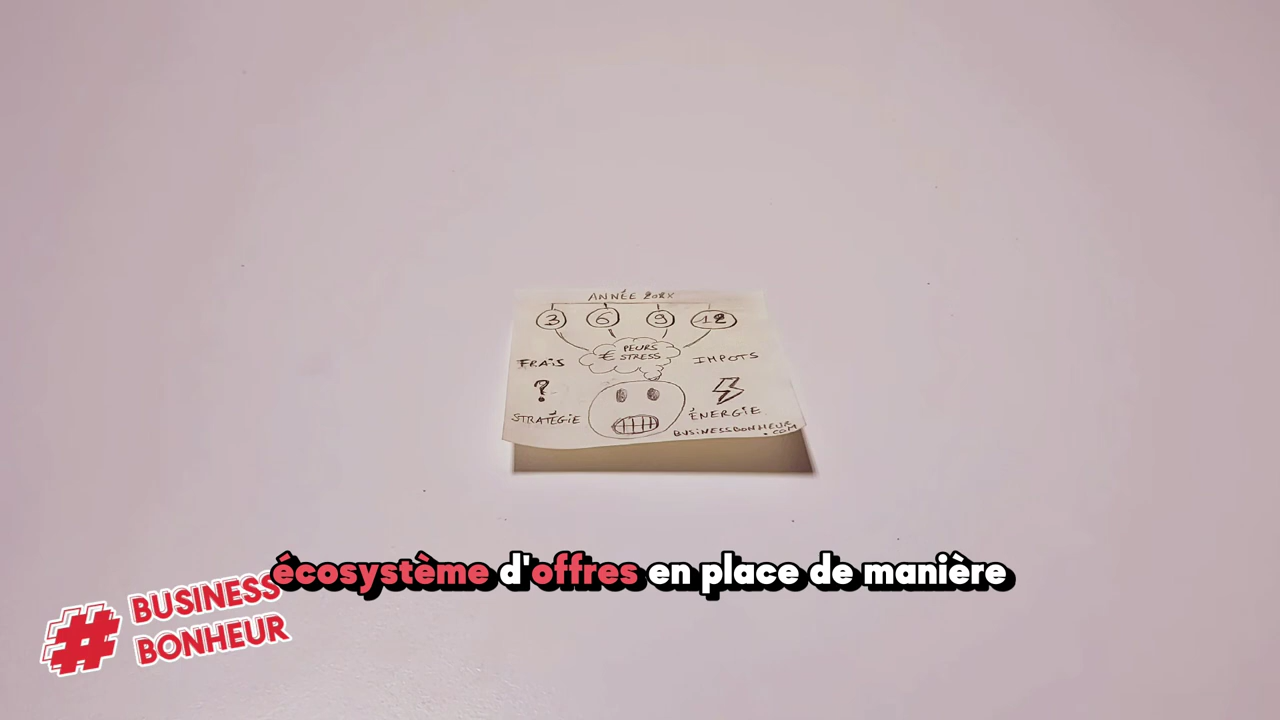 ANNÉE 202X
3 6 9 12
PEURS
€ STRESS
FRAIS
IMPOTS
?
STRATÉGIE
ÉNERGIE
BUSINESSBONHEUR
.COM
écosystème d'offres en place de manière
# BUSINESS
BONHEUR